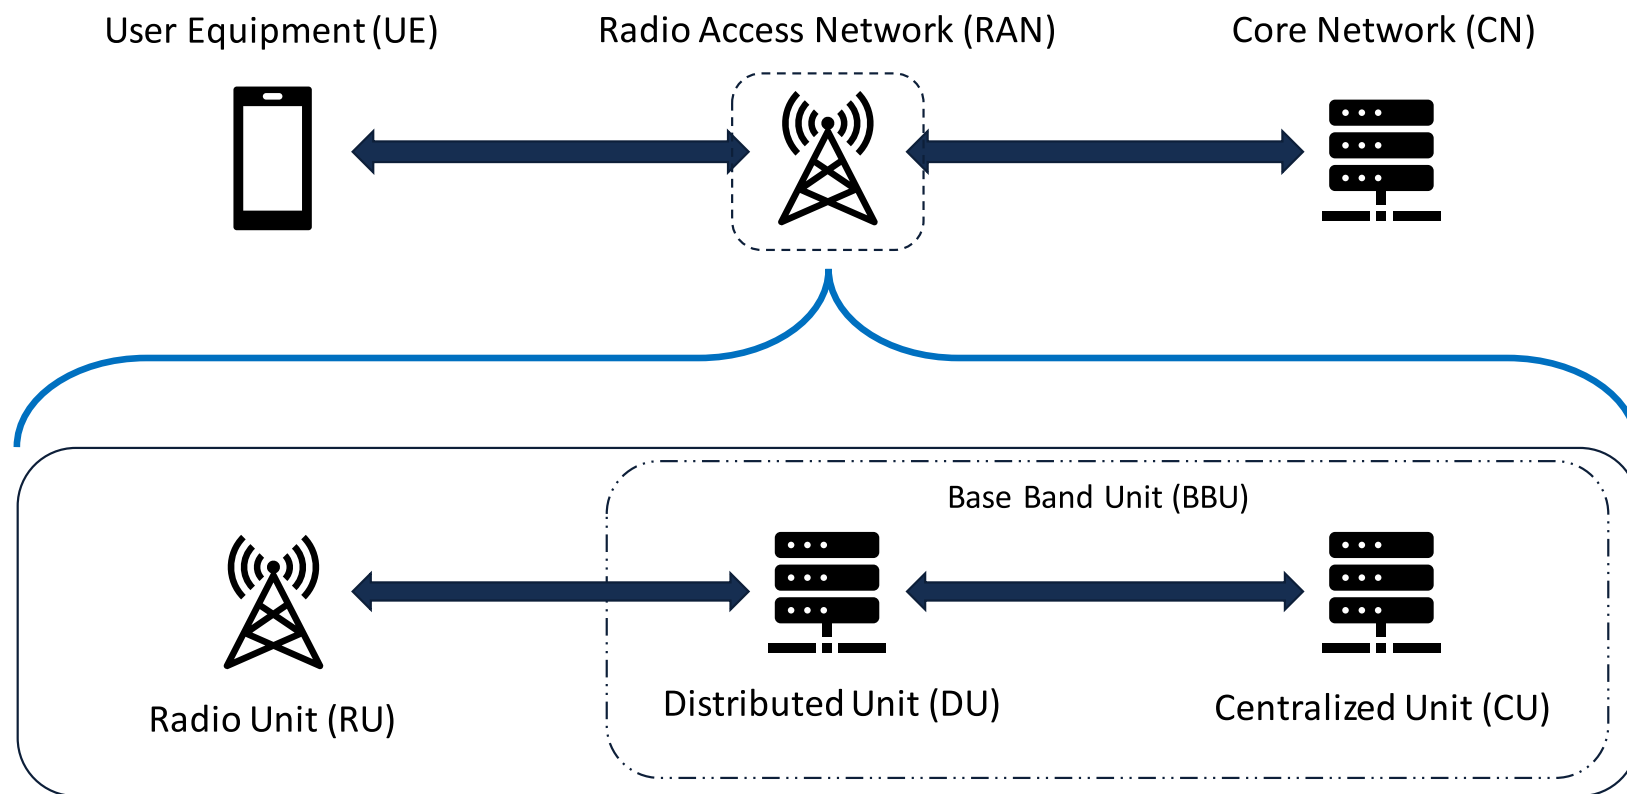 User Equipment (UE)
Radio Access Network (RAN)
Core Network (CN)
Base Band Unit (BBU)
Radio Unit (RU)
Distributed Unit (DU)
Centralized Unit (CU)